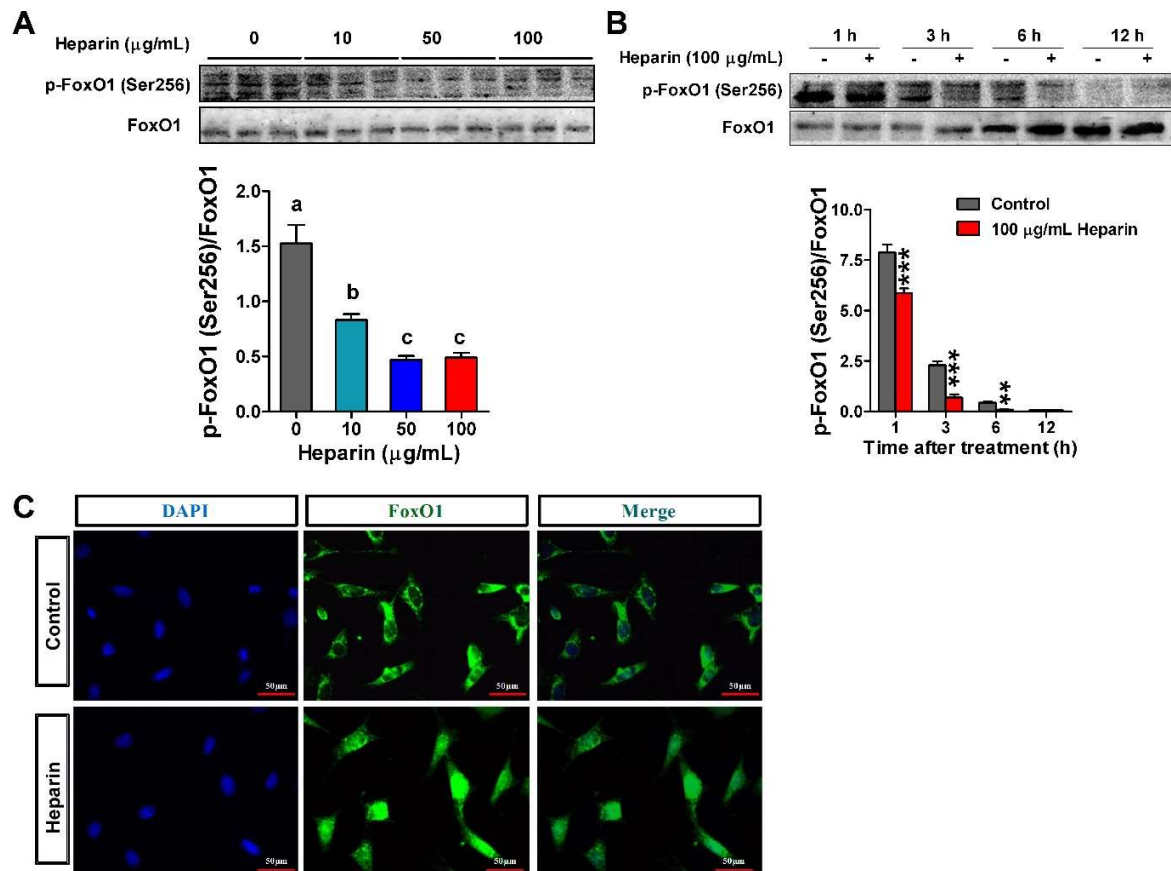 A
Heparin (μg/mL) 0 10 50 100
p-FoxO1 (Ser256)
FoxO1
p-FoxO1 (Ser256)/FoxO1
2.0
1.5
1.0
0.5
0.0
a
b
c
c
0 10 50 100
Heparin (μg/mL)
B
1 h 3 h 6 h 12 h
Heparin (100 μg/mL) - + - + - + - +
p-FoxO1 (Ser256)
FoxO1
p-FoxO1 (Ser256)/FoxO1
10.0
7.5
5.0
2.5
0.0
Control
100 μg/mL Heparin
***
***
**
1 3 6 12
Time after treatment (h)
C
DAPI FoxO1 Merge
Control
50μm 50μm 50μm
Heparin
50μm 50μm 50μm